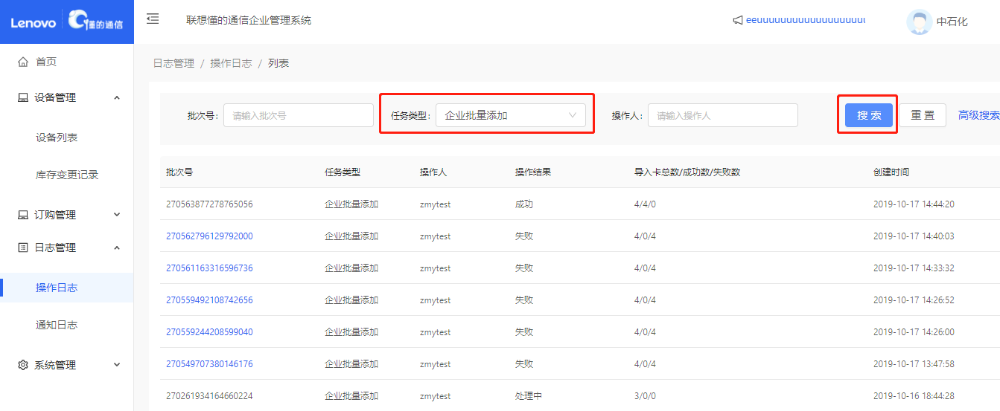 Lenovo 懂的通信
联想懂的通信企业管理系统
eeuuuuuuuuuuuuuuuuuuu
中石化
首页
设备管理
设备列表
库存变更记录
订购管理
日志管理
操作日志
通知日志
系统管理
日志管理 / 操作日志 / 列表
批次号: 请输入批次号 任务类型: 企业批量添加 操作人: 请输入操作人 搜索 重置 高级搜索
批次号 任务类型 操作人 操作结果 导入卡总数/成功数/失败数 创建时间
270563877278765056 企业批量添加 zmytest 成功 4/4/0 2019-10-17 14:44:20
270562796129792000 企业批量添加 zmytest 失败 4/0/4 2019-10-17 14:40:03
270561163316596736 企业批量添加 zmytest 失败 4/0/4 2019-10-17 14:33:32
270559492108742656 企业批量添加 zmytest 失败 4/0/4 2019-10-17 14:26:52
270559244208599040 企业批量添加 zmytest 失败 4/0/4 2019-10-17 14:26:00
270549707380146176 企业批量添加 zmytest 失败 4/0/4 2019-10-17 13:47:58
270261934164660224 企业批量添加 zmytest 处理中 3/0/0 2019-10-16 18:44:28